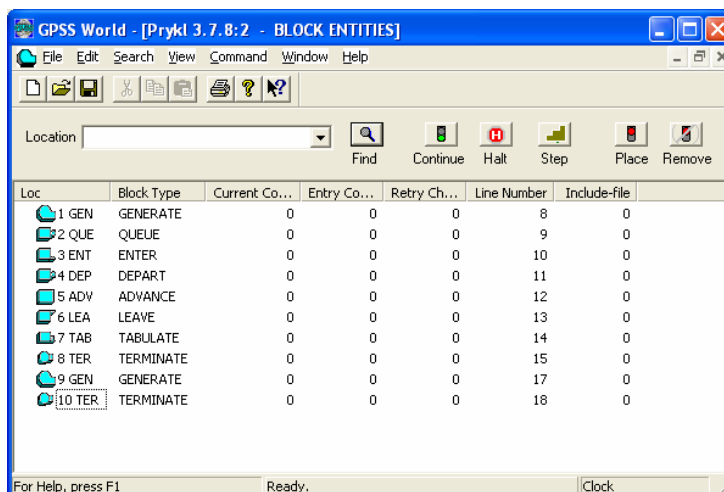 GPSS World - [Prykl 3.7.8:2 - BLOCK ENTITIES]
File Edit Search View Command Window Help
Location Find Continue Halt Step Place Remove
Loc Block Type Current Co... Entry Co... Retry Ch... Line Number Include-file
1 GEN GENERATE 0 0 0 8 0
2 QUE QUEUE 0 0 0 9 0
3 ENT ENTER 0 0 0 10 0
4 DEP DEPART 0 0 0 11 0
5 ADV ADVANCE 0 0 0 12 0
6 LEA LEAVE 0 0 0 13 0
7 TAB TABULATE 0 0 0 14 0
8 TER TERMINATE 0 0 0 15 0
9 GEN GENERATE 0 0 0 17 0
10 TER TERMINATE 0 0 0 18 0
For Help, press F1 Ready. Clock